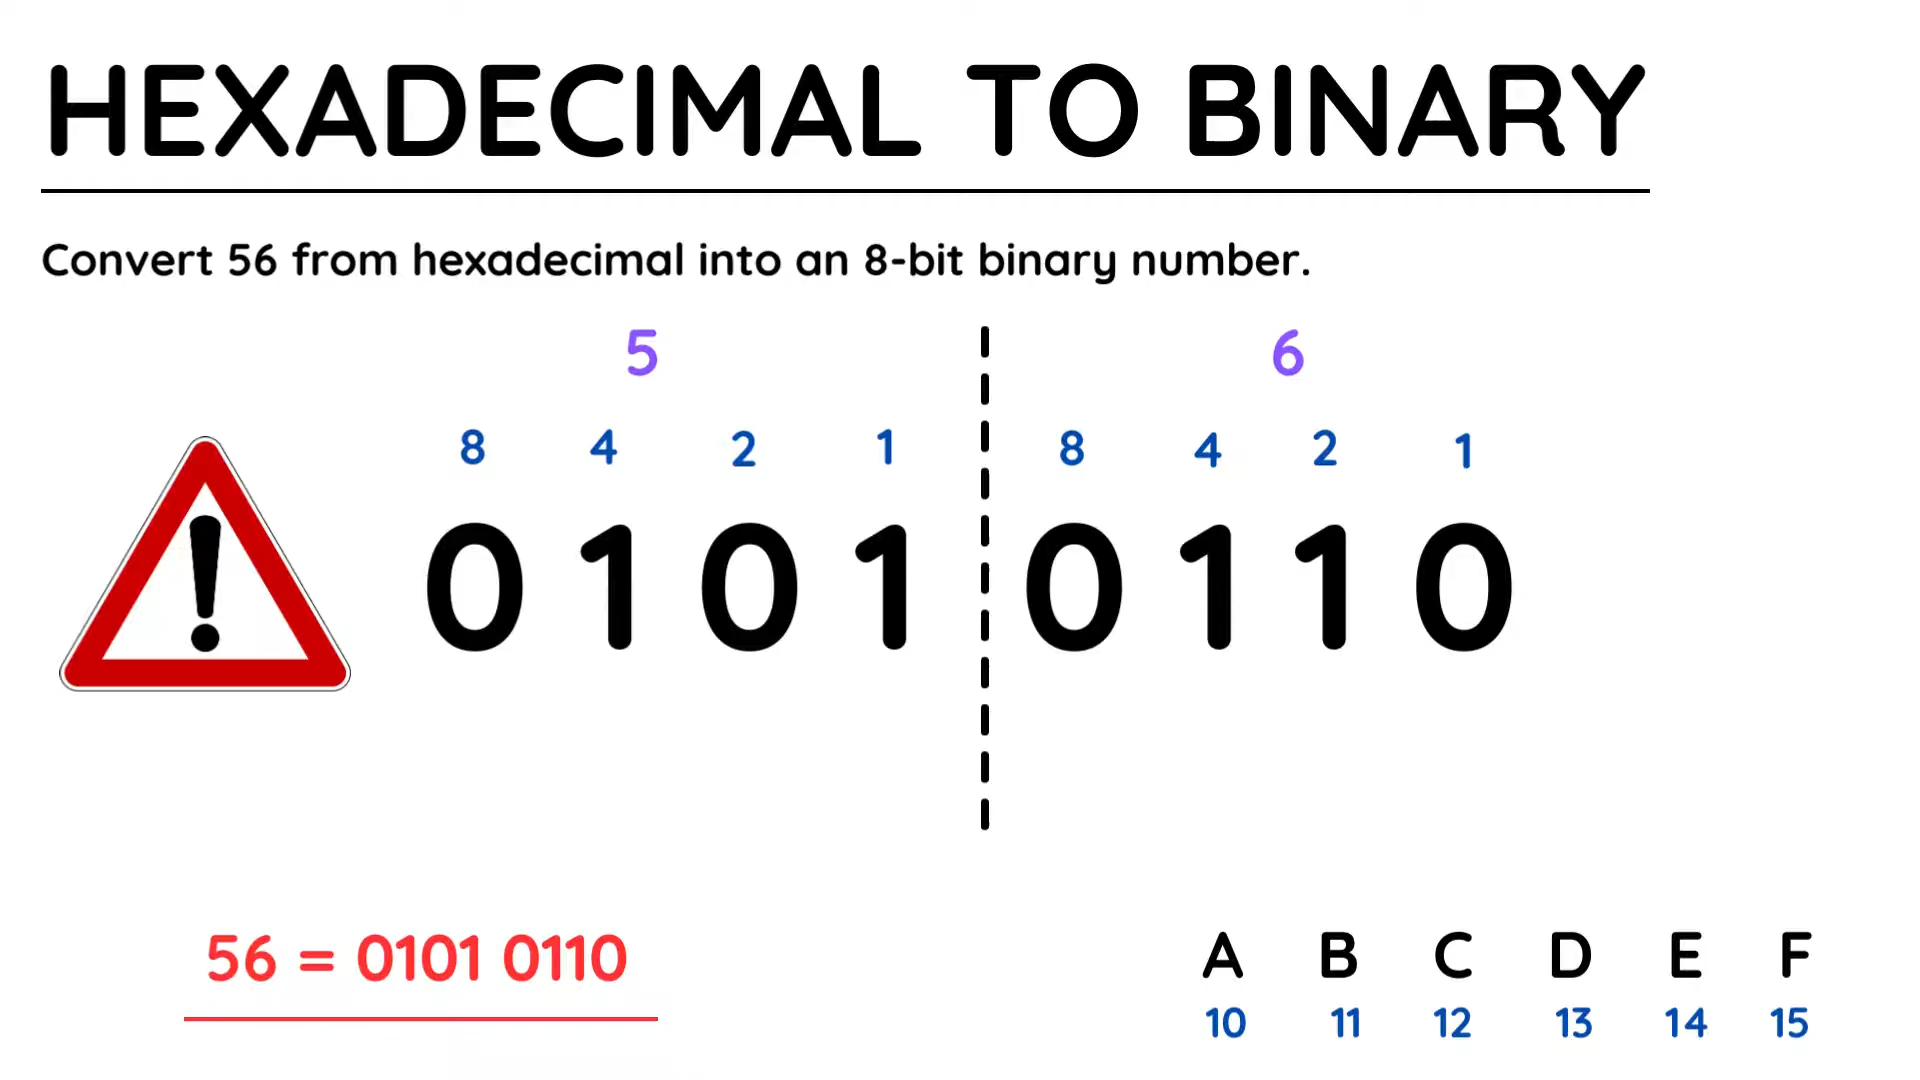 HEXADECIMAL TO BINARY
Convert 56 from hexadecimal into an 8-bit binary number.
5 6
8 4 2 1 8 4 2 1
0 1 0 1 0 1 1 0
56 = 0101 0110
A B C D E F
10 11 12 13 14 15